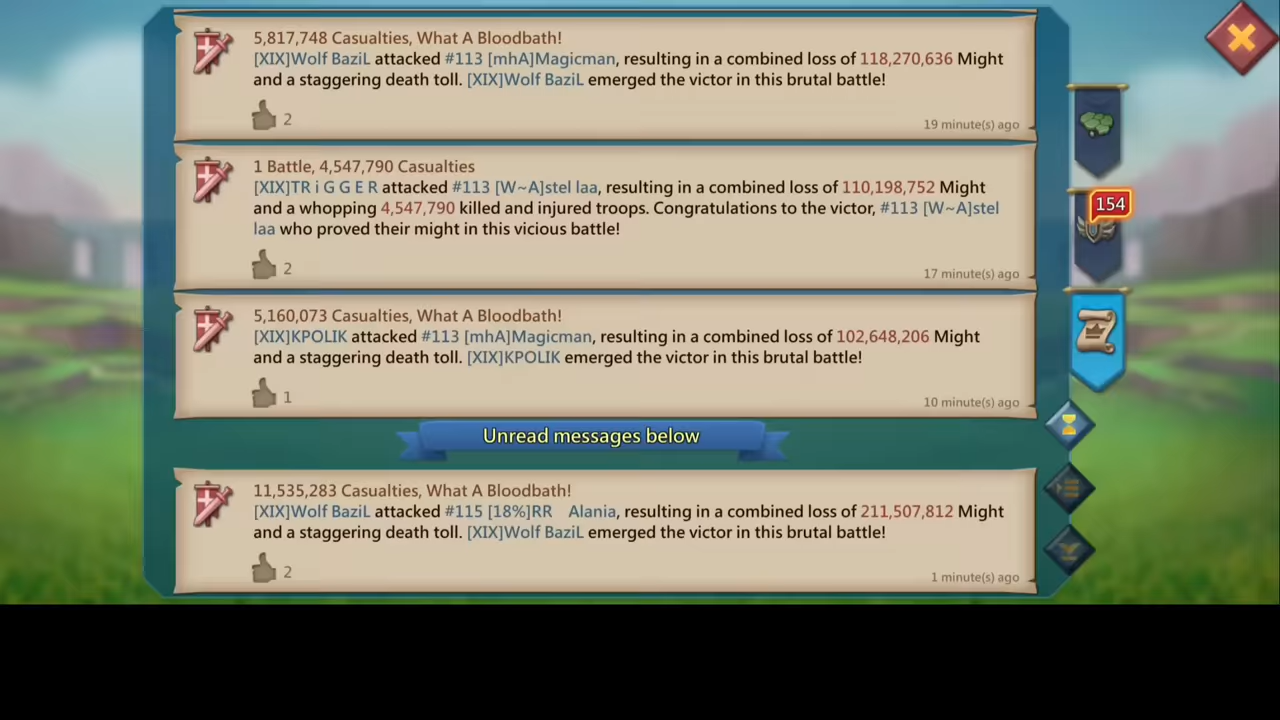 5,817,748 Casualties, What A Bloodbath!
[XIX]Wolf BaziL attacked #113 [mhA]Magicman, resulting in a combined loss of 118,270,636 Might
and a staggering death toll. [XIX]Wolf BaziL emerged the victor in this brutal battle!
2
19 minute(s) ago
1 Battle, 4,547,790 Casualties
[XIX]TR i G G E R attacked #113 [W~A]stel laa, resulting in a combined loss of 110,198,752 Might
and a whopping 4,547,790 killed and injured troops. Congratulations to the victor, #113 [W~A]stel
laa who proved their might in this vicious battle!
2
17 minute(s) ago
154
5,160,073 Casualties, What A Bloodbath!
[XIX]KPOLIK attacked #113 [mhA]Magicman, resulting in a combined loss of 102,648,206 Might
and a staggering death toll. [XIX]KPOLIK emerged the victor in this brutal battle!
1
10 minute(s) ago
Unread messages below
11,535,283 Casualties, What A Bloodbath!
[XIX]Wolf BaziL attacked #115 [18%]RR Alania, resulting in a combined loss of 211,507,812 Might
and a staggering death toll. [XIX]Wolf BaziL emerged the victor in this brutal battle!
2
1 minute(s) ago